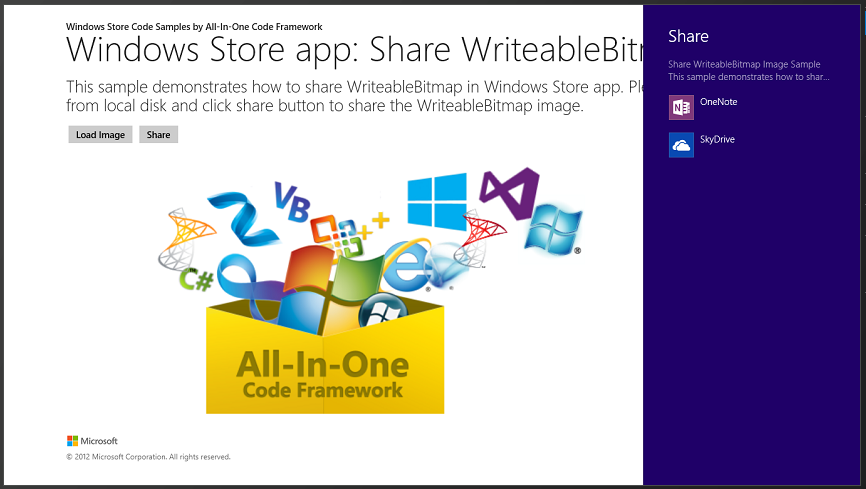 Windows Store Code Samples by All-In-One Code Framework
Windows Store app: Share WriteableBit
This sample demonstrates how to share WriteableBitmap in Windows Store app. Pl
from local disk and click share button to share the WriteableBitmap image.
Load Image
Share
VB
++
C#
All-In-One
Code Framework
Microsoft
© 2012 Microsoft Corporation. All rights reserved.
Share
Share WriteableBitmap Image Sample
This sample demonstrates how to shar...
OneNote
SkyDrive